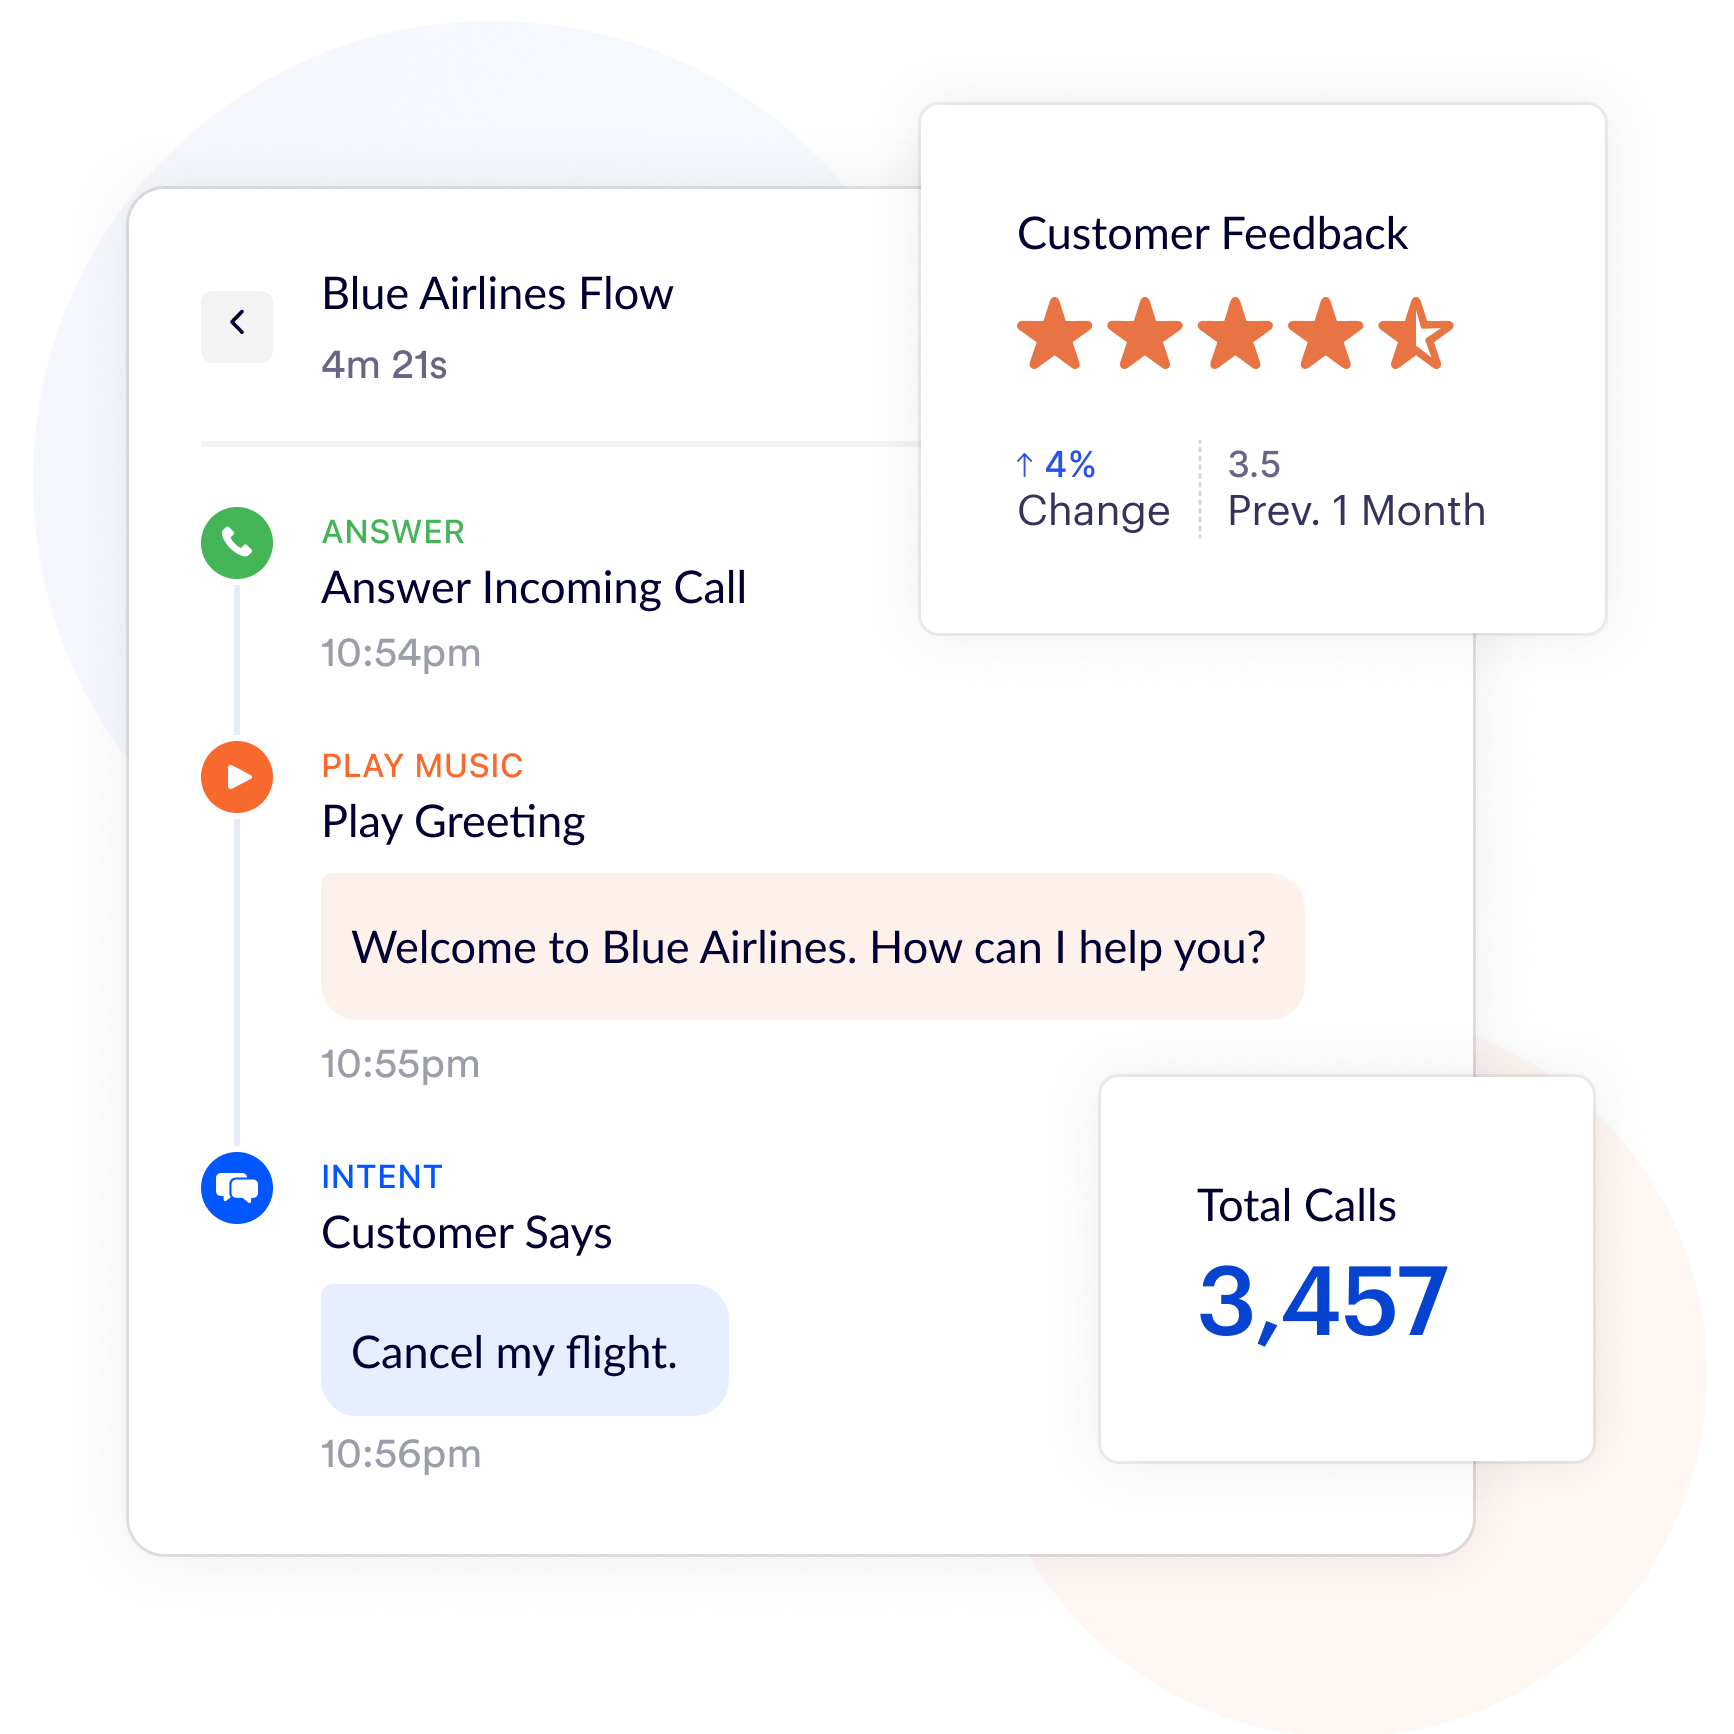 Blue Airlines Flow
4m 21s
ANSWER
Answer Incoming Call
10:54pm
PLAY MUSIC
Play Greeting
Welcome to Blue Airlines. How can I help you?
10:55pm
INTENT
Customer Says
Cancel my flight.
10:56pm
Customer Feedback
↑ 4%
Change
3.5
Prev. 1 Month
Total Calls
3,457